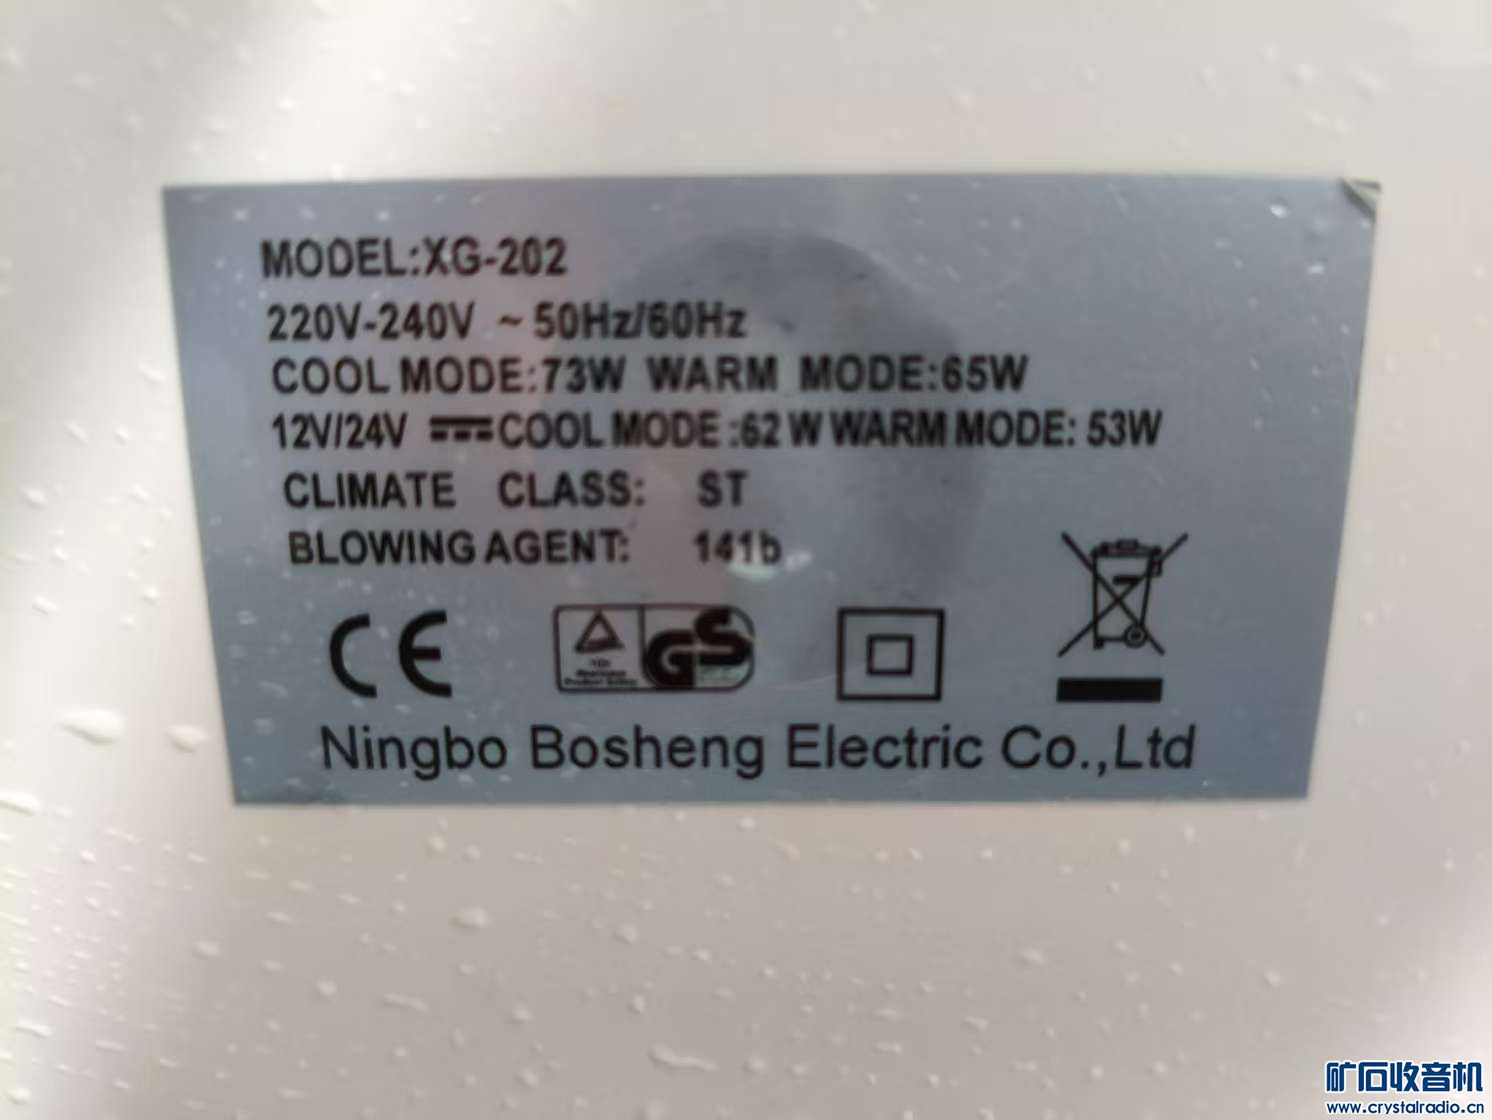 MODEL:XG-202
220V-240V ~ 50Hz/60Hz
COOL MODE:73W WARM MODE:65W
12V/24V COOL MODE :62 W WARM MODE: 53W
CLIMATE CLASS: ST
BLOWING AGENT: 141b
CE
GS
Ningbo Bosheng Electric Co.,Ltd
矿石收音机
www.crystalradio.cn